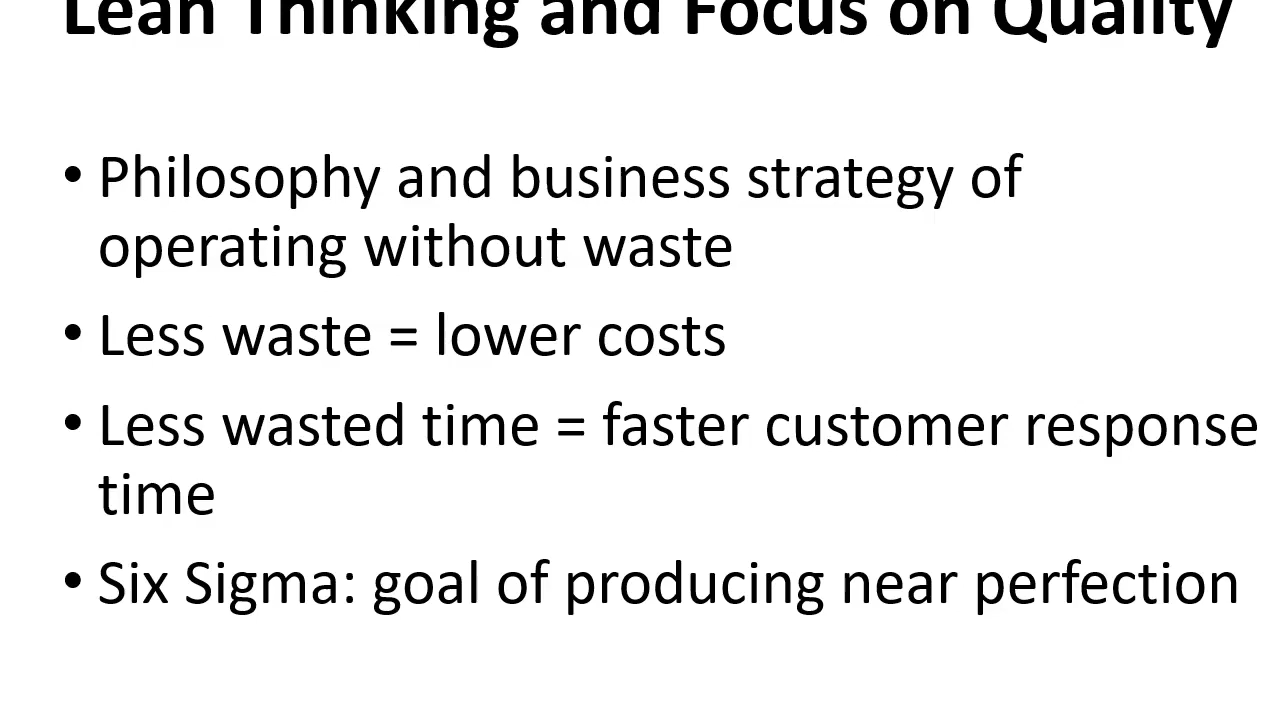 Lean Thinking and Focus on Quality
• Philosophy and business strategy of
operating without waste
• Less waste = lower costs
• Less wasted time = faster customer response
time
• Six Sigma: goal of producing near perfection